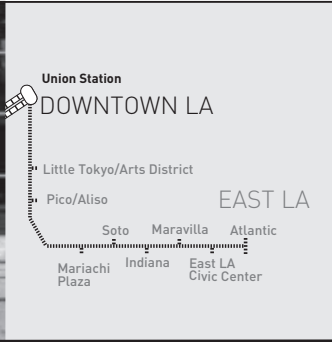 Union Station
DOWNTOWN LA
Little Tokyo/Arts District
Pico/Aliso
EAST LA
Soto
Maravilla
Atlantic
Mariachi
Plaza
Indiana
East LA
Civic Center